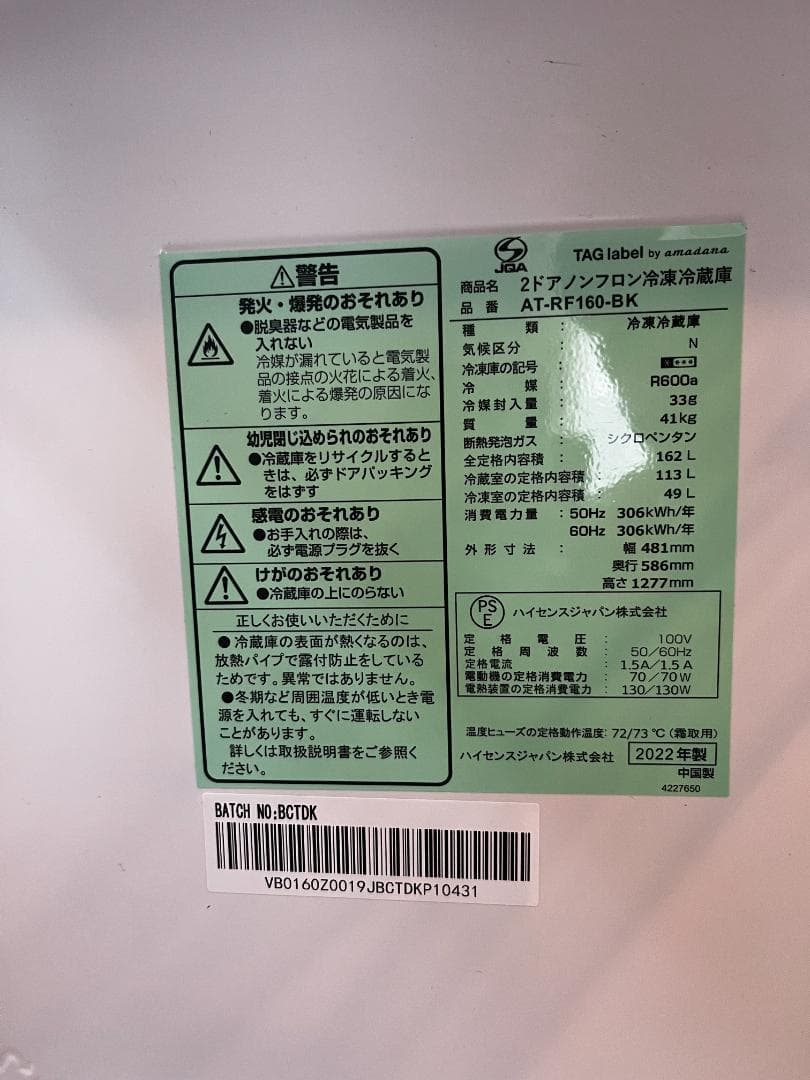 警告
発火・爆発のおそれあり
●脱臭器などの電気製品を
入れない
冷媒が漏れていると電気製
品の接点の火花による着火、
着火による爆発の原因にな
ります。
幼児閉じ込められのおそれあり
●冷蔵庫をリサイクルすると
きは、必ずドアパッキング
をはずす
感電のおそれあり
●お手入れの際は、
必ず電源プラグを抜く
けがのおそれあり
●冷蔵庫の上にのらない
正しくお使いいただくために
●冷蔵庫の表面が熱くなるのは、
放熱パイプで露付防止をしている
ためです。異常ではありません。
●冬期など周囲温度が低いとき電
源を入れても、すぐに運転しない
ことがあります。
詳しくは取扱説明書をご参照く
ださい。
JQA
TAG label by amadana
商品名 2ドアノンフロン冷凍冷蔵庫
品番 AT-RF160-BK
種類 : 冷凍冷蔵庫
気候区分 : N
冷凍庫の記号 :
冷媒 : R600a
冷媒封入量 : 33g
質量 : 41kg
断熱発泡ガス : シクロペンタン
全定格内容積 : 162 L
冷蔵室の定格内容積 : 113 L
冷凍室の定格内容積 : 49 L
消費電力量 : 50Hz 306kWh/年
60Hz 306kWh/年
外形寸法 : 幅 481mm
奥行 586mm
高さ 1277mm
PSE ハイセンスジャパン株式会社
定格電圧 : 100V
定格周波数 : 50/60Hz
定格電流 : 1.5A/1.5A
電動機の定格消費電力 : 70/70W
電熱装置の定格消費電力 : 130/130W
温度ヒューズの定格動作温度: 72/73℃(霜取用)
ハイセンスジャパン株式会社 2022年製
中国製
4227650
BATCH NO:BCTDK
VB0160Z0019JBCTDKP10431